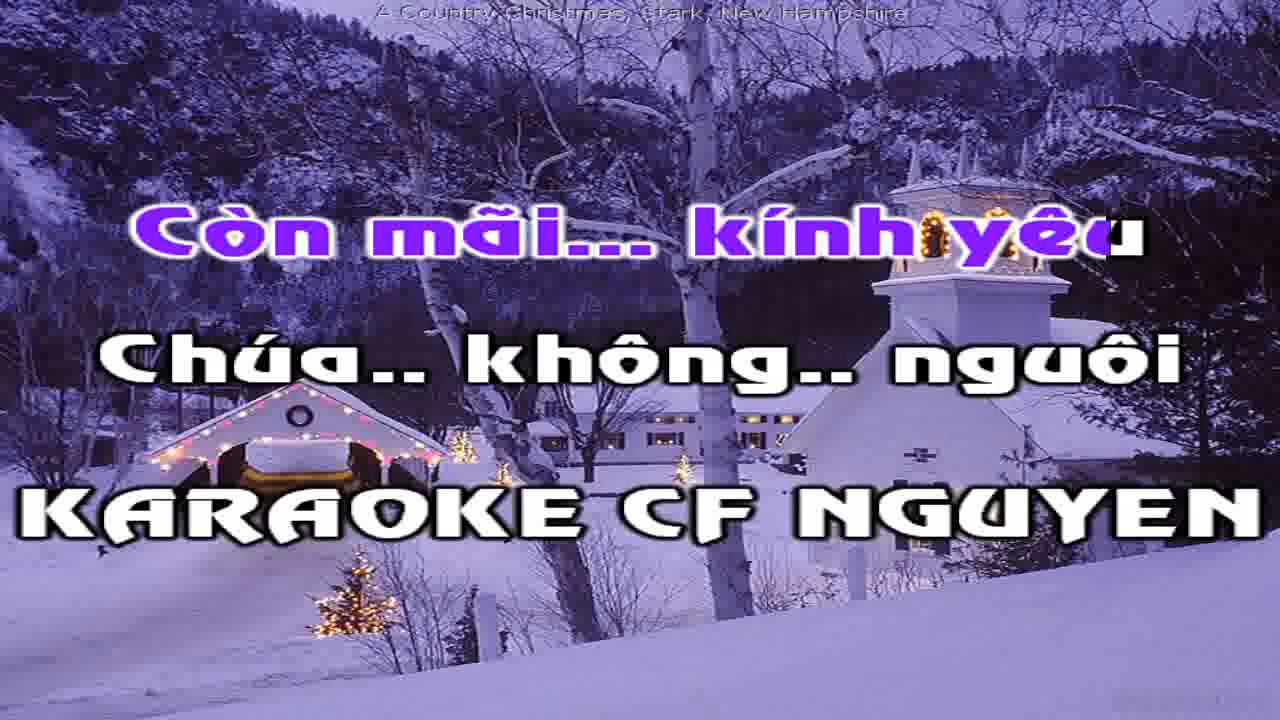 A Country Christmas, Stark, New Hampshire
Còn mãi... kính yêu
Chúa.. không.. nguôi
KARAOKE CF NGUYEN